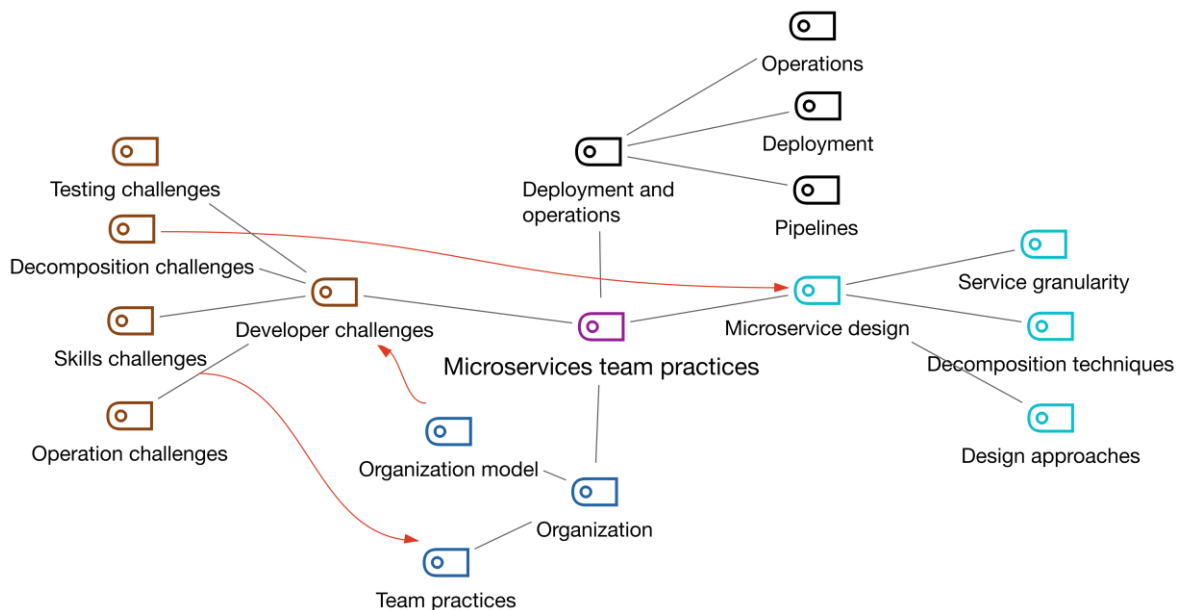 Operations
Deployment
Testing challenges
Deployment and
operations
Pipelines
Decomposition challenges
Service granularity
Developer challenges
Microservice design
Skills challenges
Microservices team practices
Decomposition techniques
Operation challenges
Organization model
Design approaches
Organization
Team practices